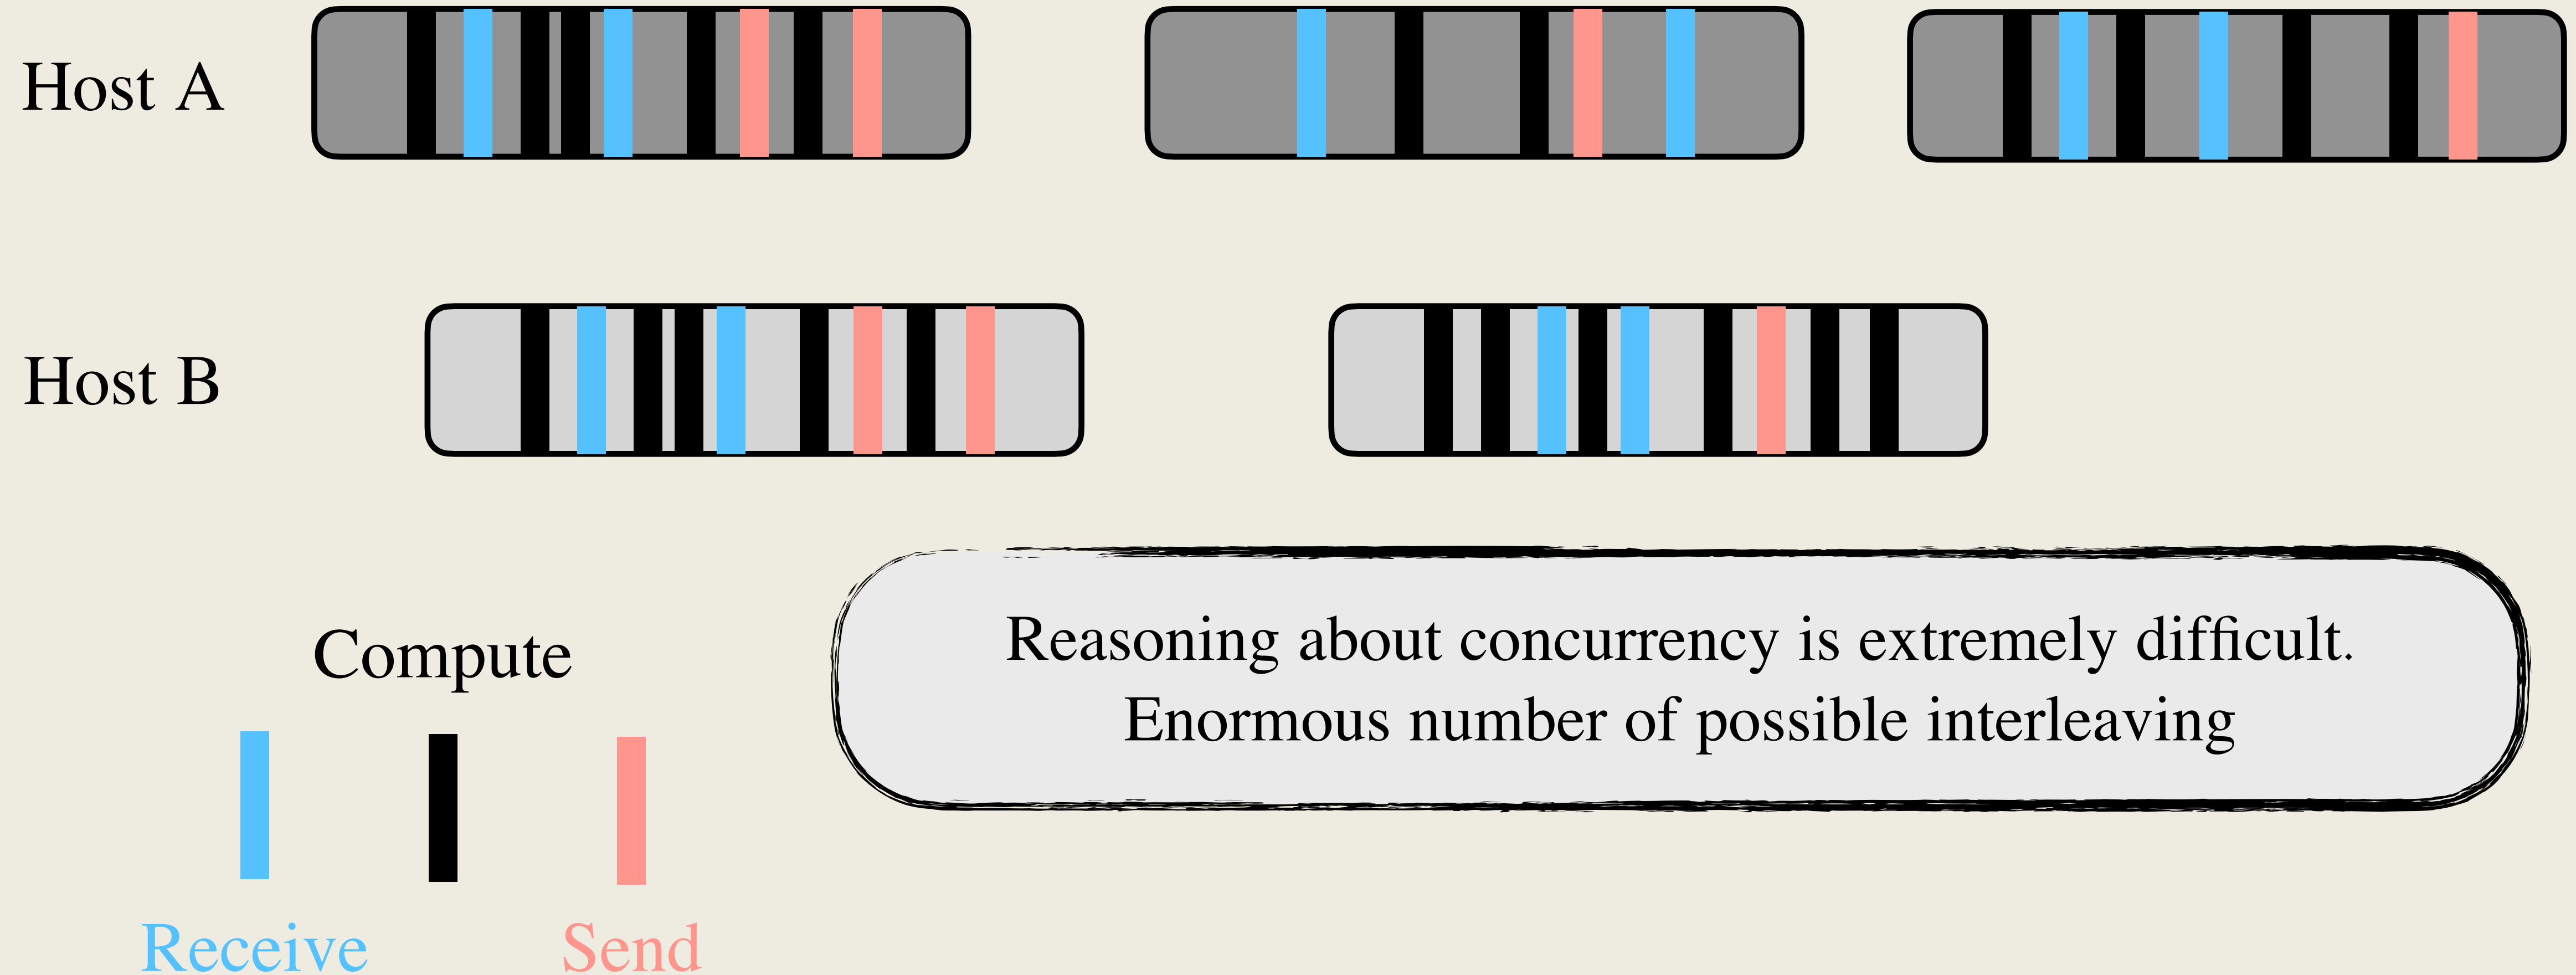 Host A
Host B
Reasoning about concurrency is extremely difficult.
Enormous number of possible interleaving
Compute
Receive
Send